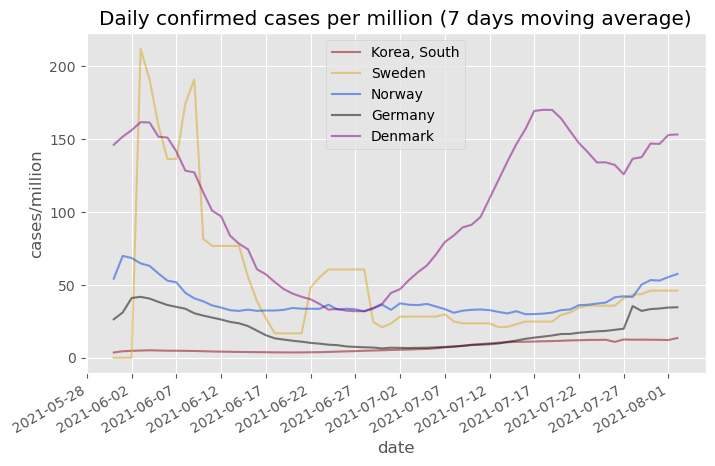 Daily confirmed cases per million (7 days moving average)
Korea, South
Sweden
Norway
Germany
Denmark
200
150
100
50
0
cases/million
2021-05-28
2021-06-02
2021-06-07
2021-06-12
2021-06-17
2021-06-22
2021-06-27
2021-07-02
2021-07-07
2021-07-12
2021-07-17
2021-07-22
2021-07-27
2021-08-01
date